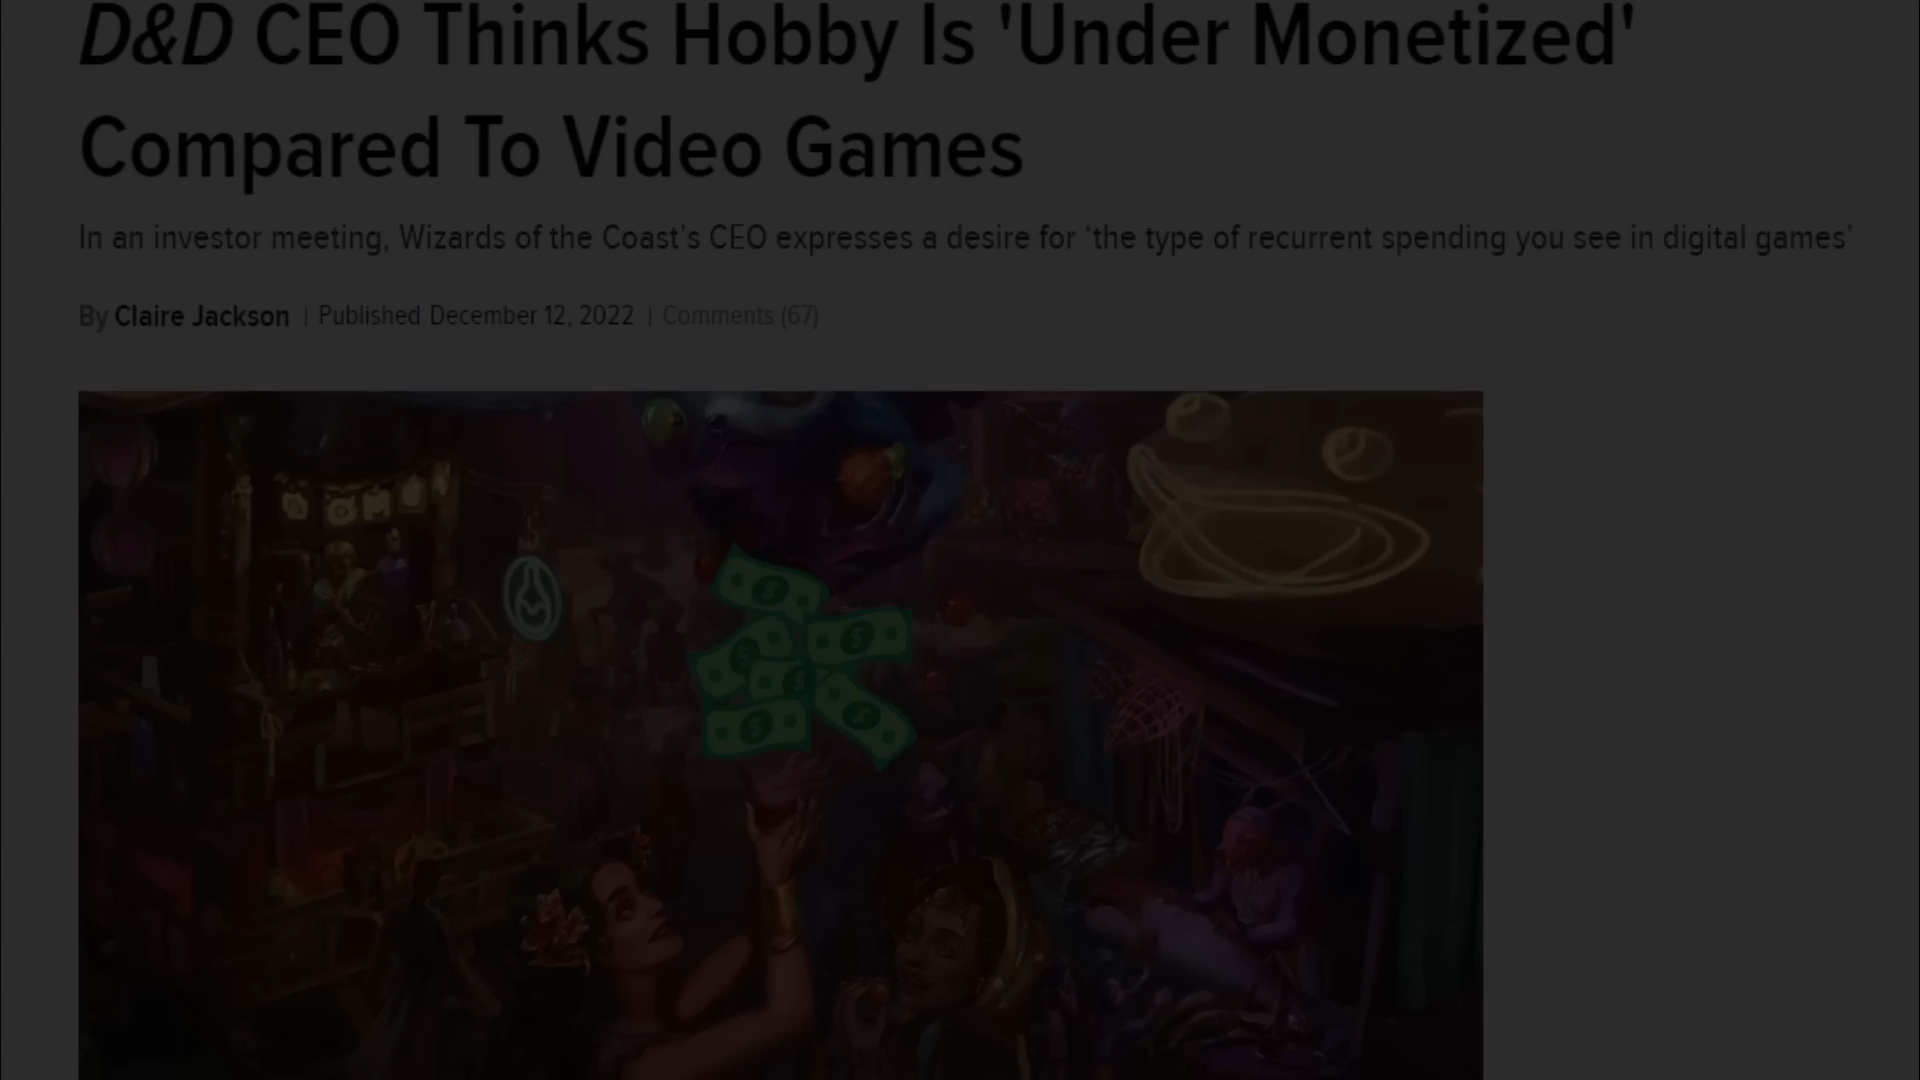 D&D CEO Thinks Hobby Is 'Under Monetized'
Compared To Video Games
In an investor meeting, Wizards of the Coast’s CEO expresses a desire for ‘the type of recurrent spending you see in digital games’
By Claire Jackson | Published December 12, 2022 | Comments (67)